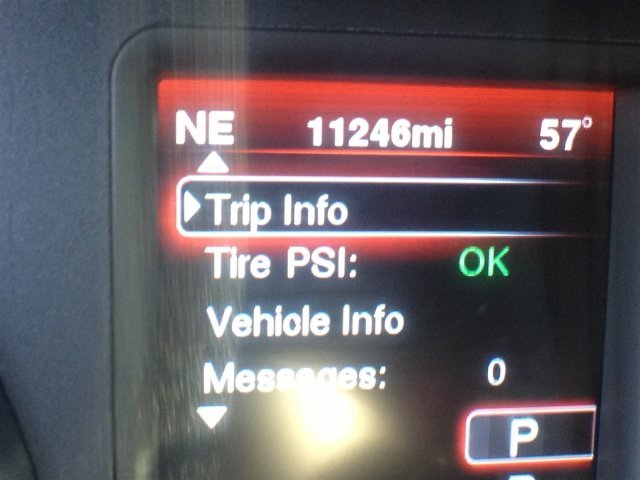 NE 11246mi 57°
Trip Info
Tire PSI: OK
Vehicle Info
Messages: 0
P